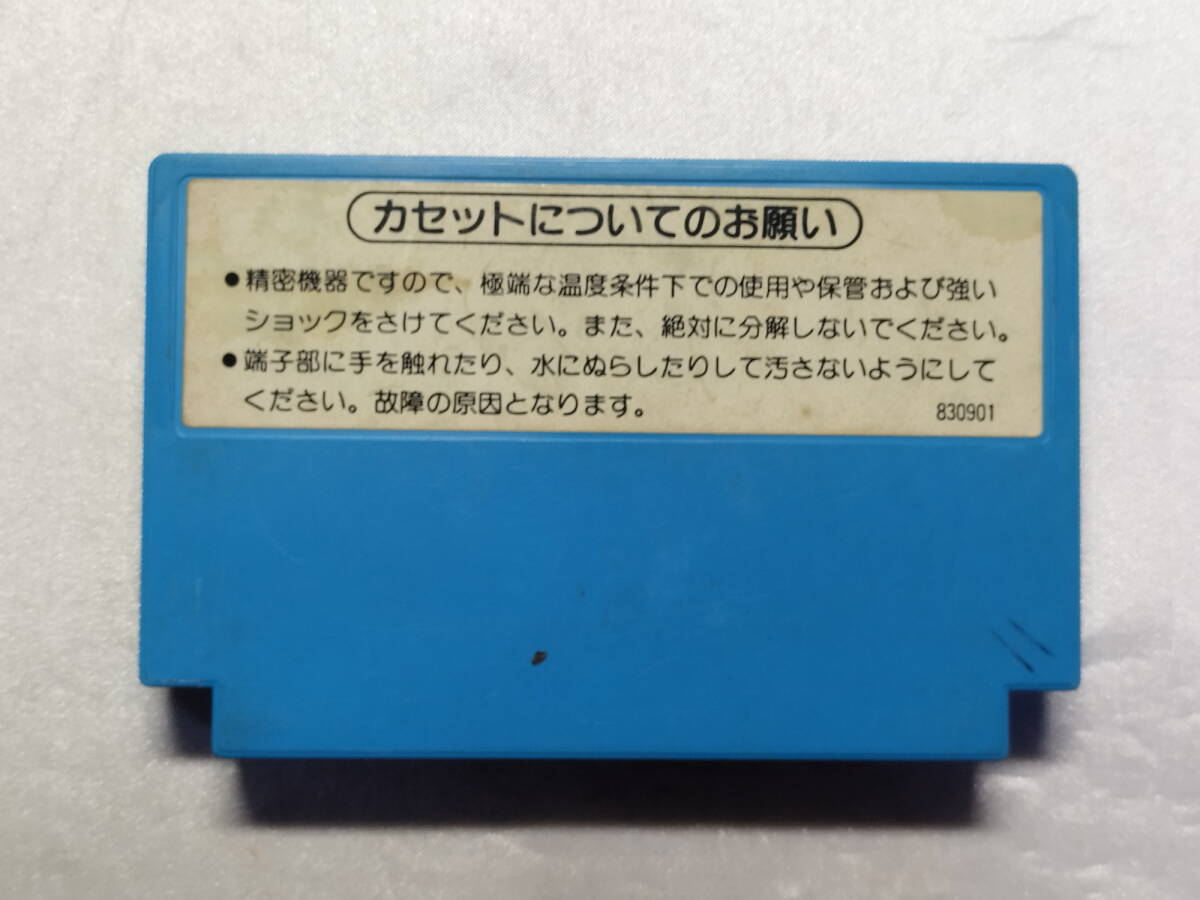 カセットについてのお願い
●精密機器ですので、極端な温度条件下での使用や保管および強い
ショックをさけてください。また、絶対に分解しないでください。
●端子部に手を触れたり、水にぬらしたりして汚さないようにして
ください。故障の原因となります。
830901